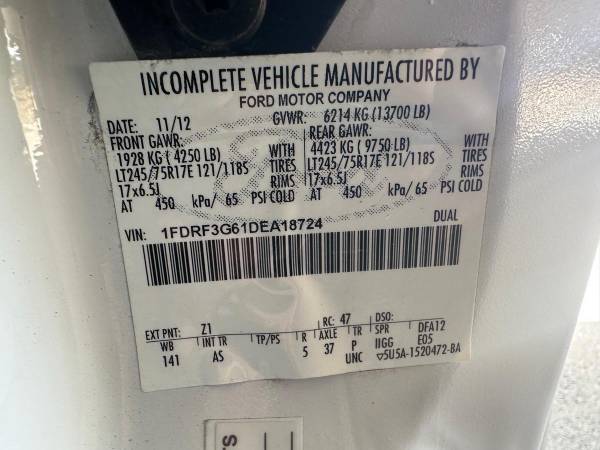 INCOMPLETE VEHICLE MANUFACTURED BY
FORD MOTOR COMPANY
DATE: 11/12 GVWR: 6214 KG (13700 LB)
FRONT GAWR: REAR GAWR:
1928 KG ( 4250 LB) WITH 4423 KG ( 9750 LB) WITH
LT245/75R17E 121/118S TIRES LT245/75R17E 121/118S TIRES
17x6.5J RIMS 17x6.5J RIMS
AT 450 kPa/ 65 PSI COLD AT 450 kPa/ 65 PSI COLD
VIN: 1FDRF3G61DEA18724
EXT PNT: Z1 RC: 47 DSO:
WB INT TR TP/PS R AXLE TR SPR DFA12
141 AS 5 37 P IIGG E05
UNC ▽5U5A-1520472-BA